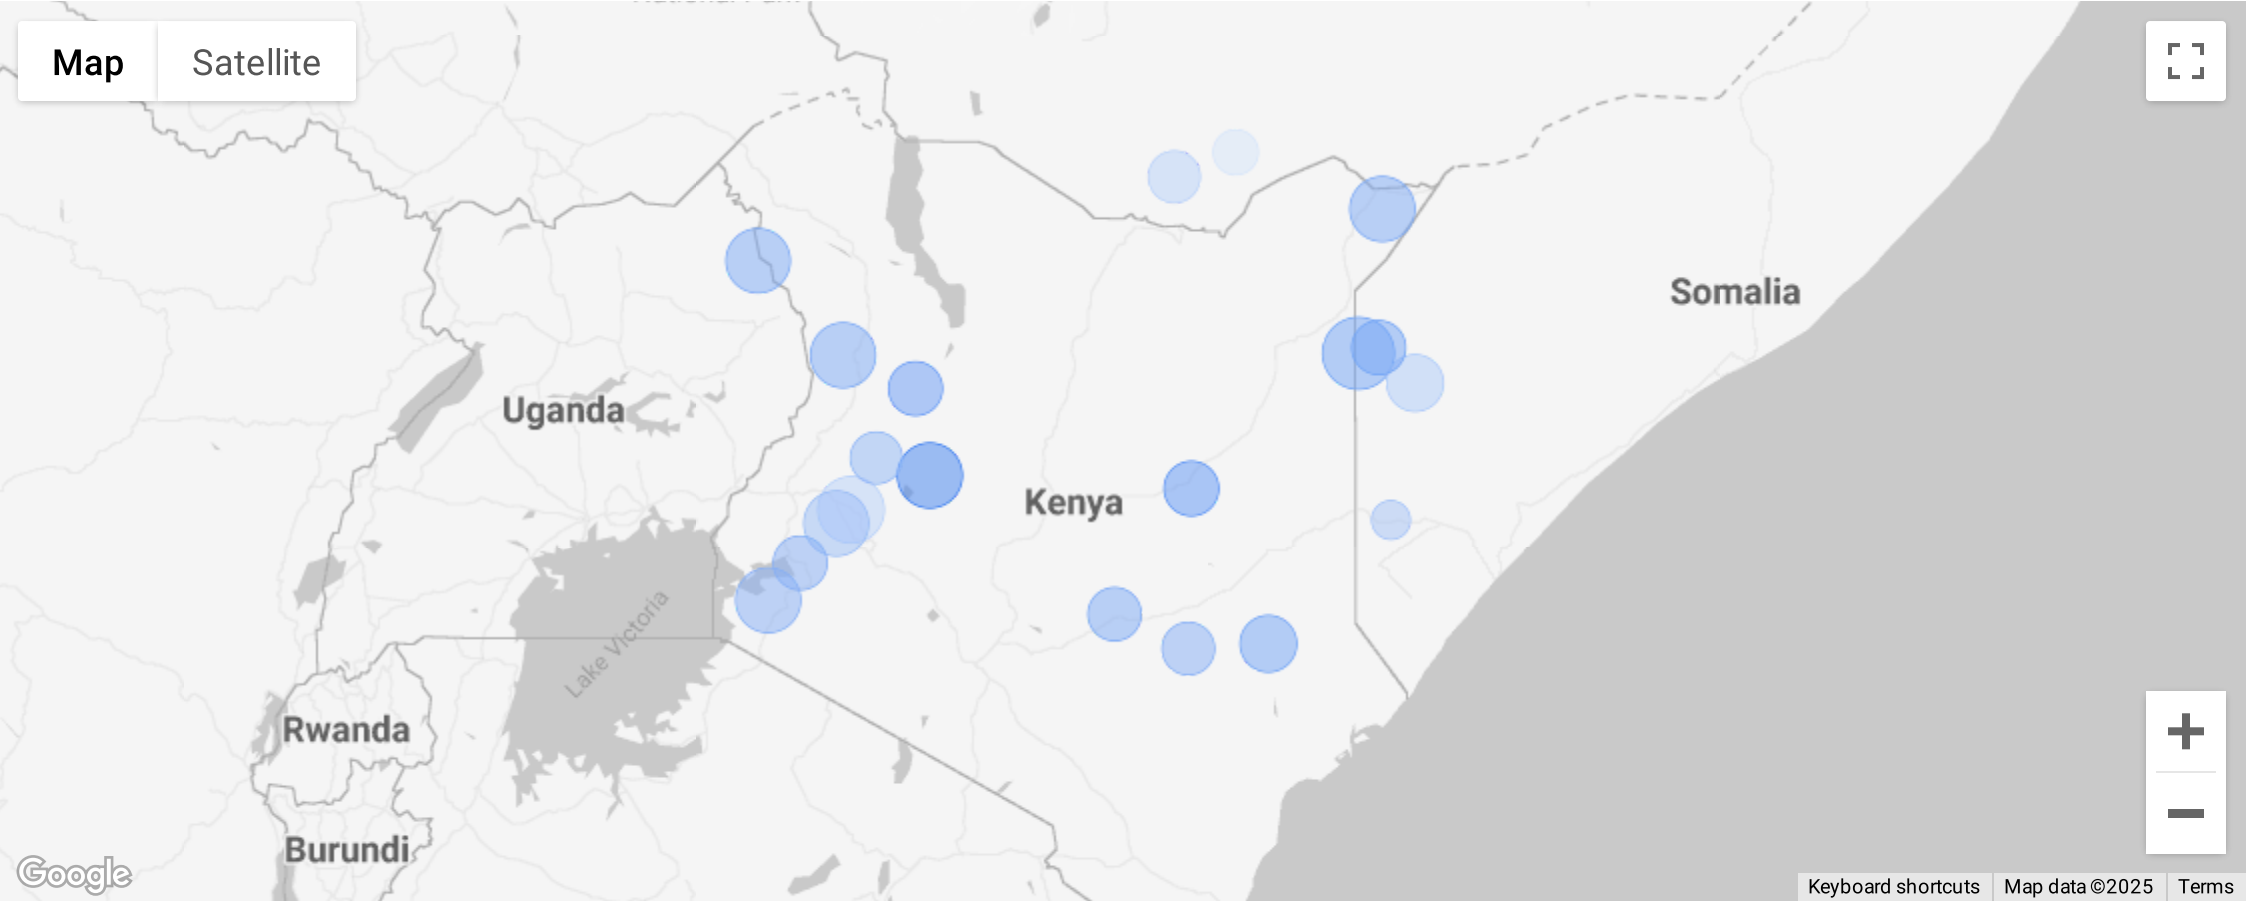 Map
Satellite
Somalia
Uganda
Kenya
Lake Victoria
Rwanda
Burundi
Google
Keyboard shortcuts
Map data ©2025
Terms